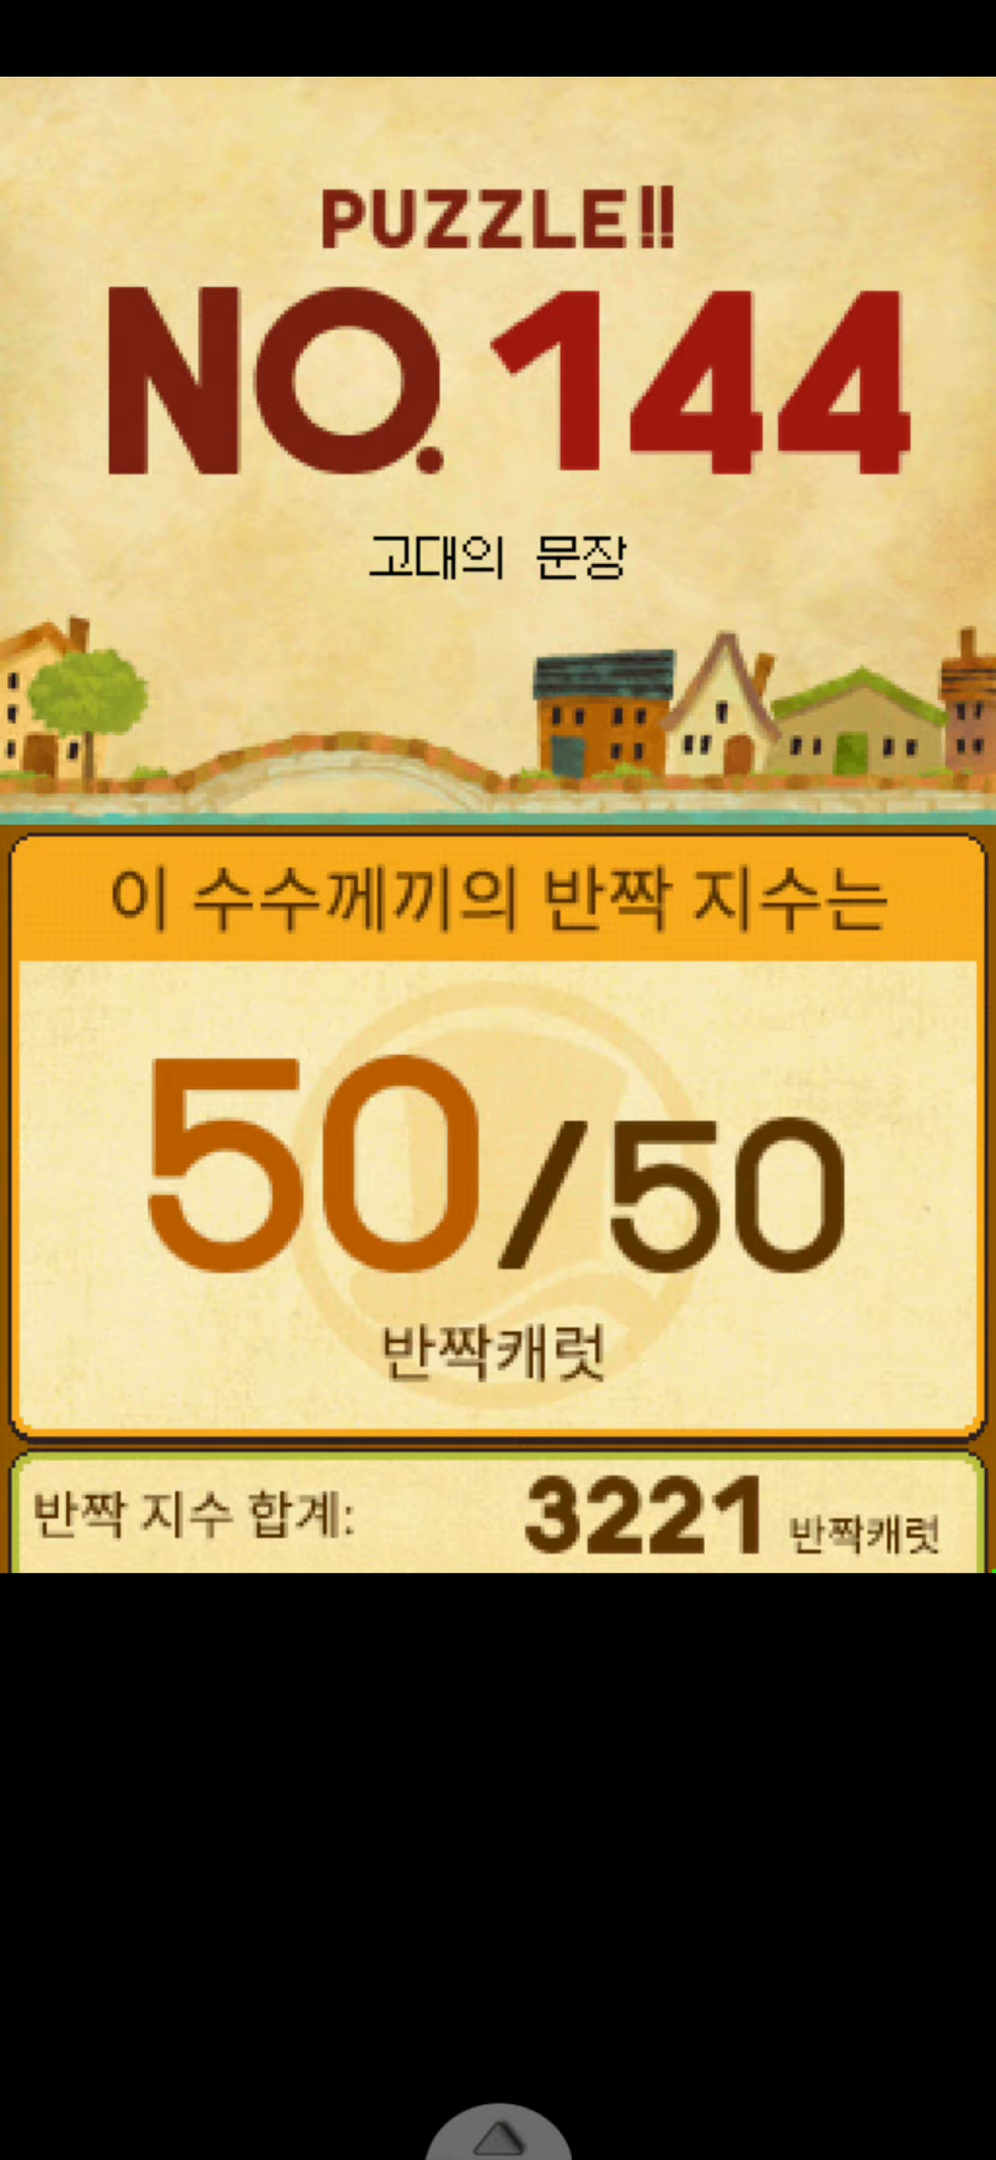 PUZZLE!!
NO. 144
고대의 문장
이 수수께끼의 반짝 지수는
50/50
반짝캐럿
반짝 지수 합계: 3221 반짝캐럿